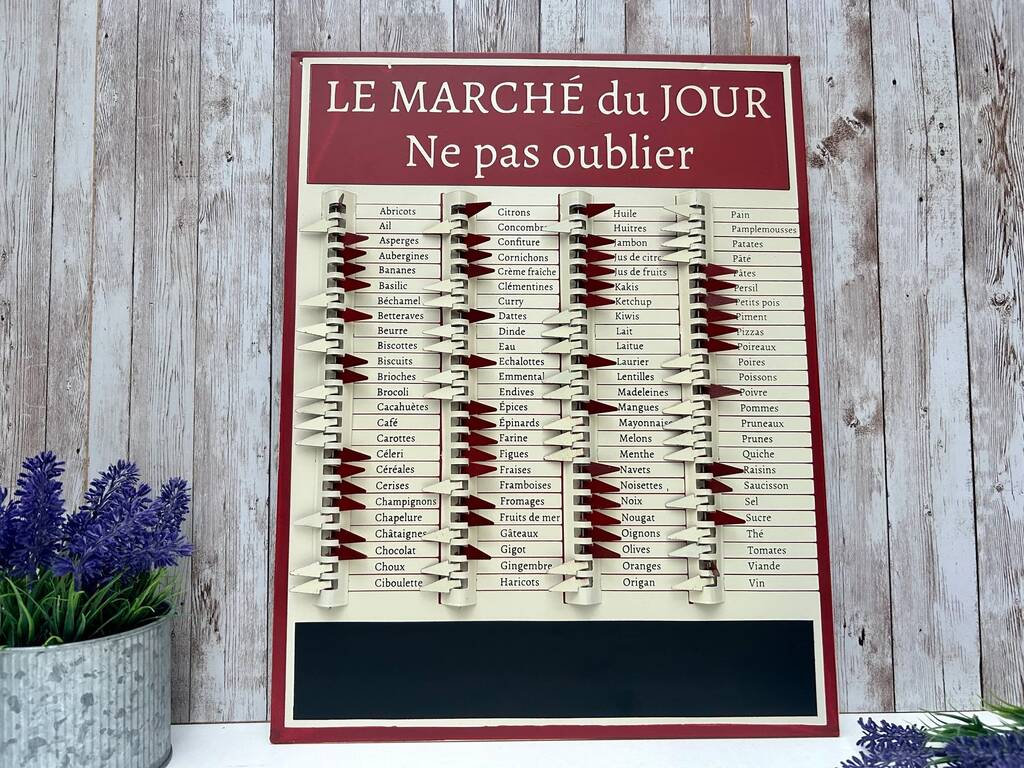 LE MARCHÉ du JOUR
Ne pas oublier
Abricots
Ail
Asperges
Aubergines
Bananes
Basilic
Béchamel
Betteraves
Beurre
Biscottes
Biscuits
Brioches
Brocoli
Cacahuètes
Café
Carottes
Céleri
Céréales
Cerises
Champignons
Chapelure
Châtaignes
Chocolat
Choux
Ciboulette
Citrons
Concombr
Confiture
Cornichons
Crème fraîche
Clémentines
Curry
Dattes
Dinde
Eau
Echalottes
Emmental
Endives
Épices
Épinards
Farine
Figues
Fraises
Framboises
Fromages
Fruits de mer
Gâteaux
Gigot
Gingembre
Haricots
Huile
Huitres
Jambon
Jus de citro
Jus de fruits
Kakis
Ketchup
Kiwis
Lait
Laitue
Laurier
Lentilles
Madeleines
Mangues
Mayonnais
Melons
Menthe
Navets
Noisettes
Noix
Nougat
Oignons
Olives
Oranges
Origan
Pain
Pamplemousses
Patates
Pâté
Pâtes
Persil
Petits pois
Piment
Pizzas
Poireaux
Poires
Poissons
Poivre
Pommes
Pruneaux
Prunes
Quiche
Raisins
Saucisson
Sel
Sucre
Thé
Tomates
Viande
Vin